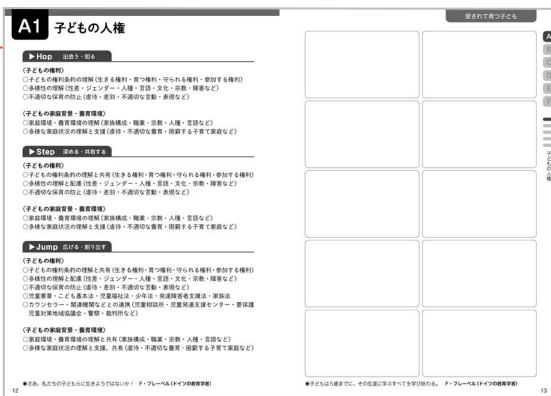 A1 子どもの人権
▶Hop 出会う・知る
〈子どもの権利〉
○子どもの権利条約の理解(生きる権利・育つ権利・守られる権利・参加する権利)
○多様性の理解(性差・ジェンダー・人種・言語・文化・宗教・障害など)
○不適切な保育の防止(虐待・差別・不適切な言動・表現など)
〈子どもの家庭背景・養育環境〉
○家庭環境・養育環境の理解(家族構成・職業・宗教・人種・言語など)
○多様な家庭状況の理解と支援(虐待・不適切な養育・困窮する子育て家庭など)
▶Step 深める・共有する
〈子どもの権利〉
○子どもの権利条約の理解と共有(生きる権利・育つ権利・守られる権利・参加する権利)
○多様性の理解と配慮(性差・ジェンダー・人種・言語・文化・宗教・障害など)
○不適切な保育の防止(虐待・差別・不適切な言動・表現など)
〈子どもの家庭背景・養育環境〉
○家庭環境・養育環境の理解(家族構成・職業・宗教・人種・言語など)
○多様な家庭状況の理解と支援(虐待・不適切な養育・困窮する子育て家庭など)
▶Jump 広げる・創り出す
〈子どもの権利〉
○子どもの権利条約の理解と共有(生きる権利・育つ権利・守られる権利・参加する権利)
○多様性の理解と配慮(性差・ジェンダー・人種・言語・文化・宗教・障害など)
○不適切な保育の防止(虐待・差別・不適切な言動・表現など)
○児童憲章・こども基本法・児童福祉法・少年法・発達障害者支援法・家族法
○カウンセラー・関連機関などとの連携(児童相談所・児童発達支援センター・要保護
児童対策地域協議会・警察・裁判所など)
〈子どもの家庭背景・養育環境〉
○家庭環境・養育環境の理解と共有(家族構成・職業・宗教・人種・言語など)
○多様な家庭状況の理解と支援、共有(虐待・不適切な養育・困窮する子育て家庭など)
●さあ、私たちの子どもらに生きようではないか! F・フレーベル(ドイツの教育学者)
12
愛されて育つ子ども
A
B
C
D
E
F
子どもの人権
●子どもは5歳までに、その生涯に学ぶすべてを学び終わる。 F・フレーベル(ドイツの教育学者)
13